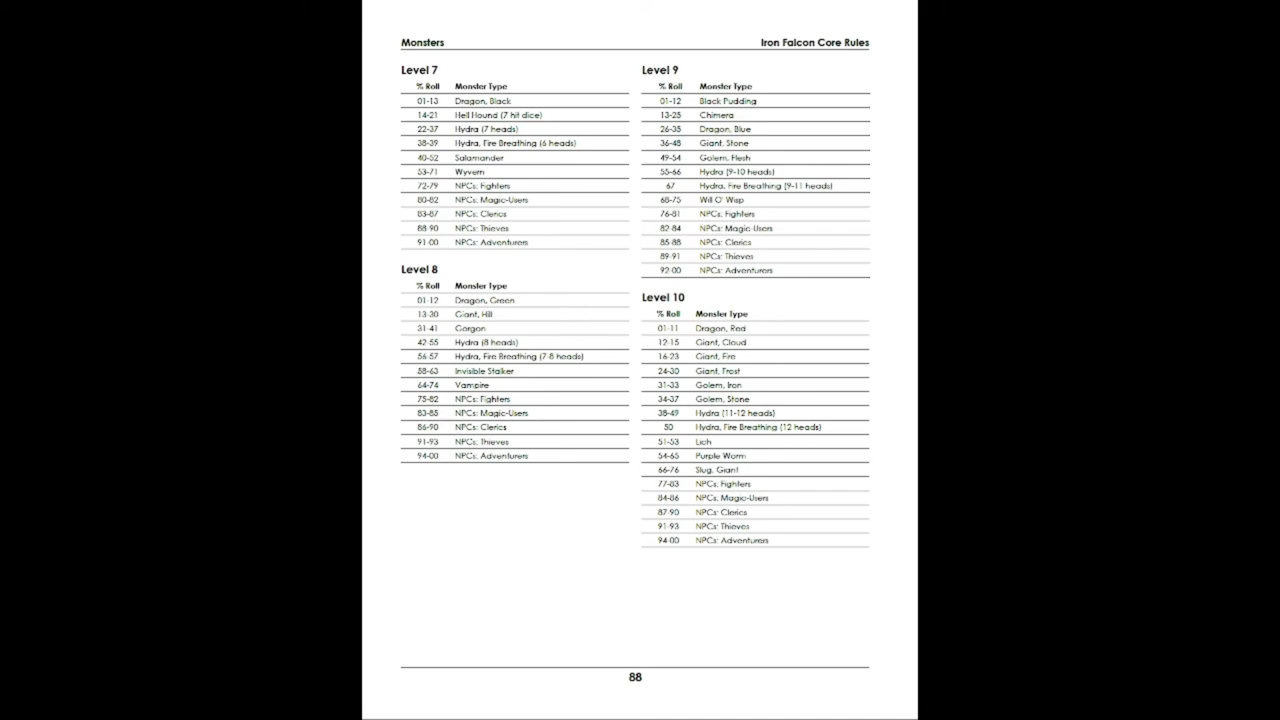 Monsters Iron Falcon Core Rules
Level 7
% Roll Monster Type
01-13 Dragon, Black
14-21 Hell Hound (7 hit dice)
22-37 Hydra (7 heads)
38-39 Hydra, Fire Breathing (6 heads)
40-52 Salamander
53-71 Wyvern
72-79 NPCs: Fighters
80-82 NPCs: Magic-Users
83-87 NPCs: Clerics
88-90 NPCs: Thieves
91-00 NPCs: Adventurers
Level 8
% Roll Monster Type
01-12 Dragon, Green
13-30 Giant, Hill
31-41 Gorgon
42-55 Hydra (8 heads)
56-57 Hydra, Fire Breathing (7-8 heads)
58-63 Invisible Stalker
64-74 Vampire
75-82 NPCs: Fighters
83-85 NPCs: Magic-Users
86-90 NPCs: Clerics
91-93 NPCs: Thieves
94-00 NPCs: Adventurers
Level 9
% Roll Monster Type
01-12 Black Pudding
13-25 Chimera
26-35 Dragon, Blue
36-48 Giant, Stone
49-54 Golem, Flesh
55-66 Hydra (9-10 heads)
67 Hydra, Fire Breathing (9-11 heads)
68-75 Will O' Wisp
76-81 NPCs: Fighters
82-84 NPCs: Magic-Users
85-88 NPCs: Clerics
89-91 NPCs: Thieves
92-00 NPCs: Adventurers
Level 10
% Roll Monster Type
01-11 Dragon, Red
12-15 Giant, Cloud
16-23 Giant, Fire
24-30 Giant, Frost
31-33 Golem, Iron
34-37 Golem, Stone
38-49 Hydra (11-12 heads)
50 Hydra, Fire Breathing (12 heads)
51-53 Lich
54-65 Purple Worm
66-76 Slug, Giant
77-83 NPCs: Fighters
84-86 NPCs: Magic-Users
87-90 NPCs: Clerics
91-93 NPCs: Thieves
94-00 NPCs: Adventurers
88